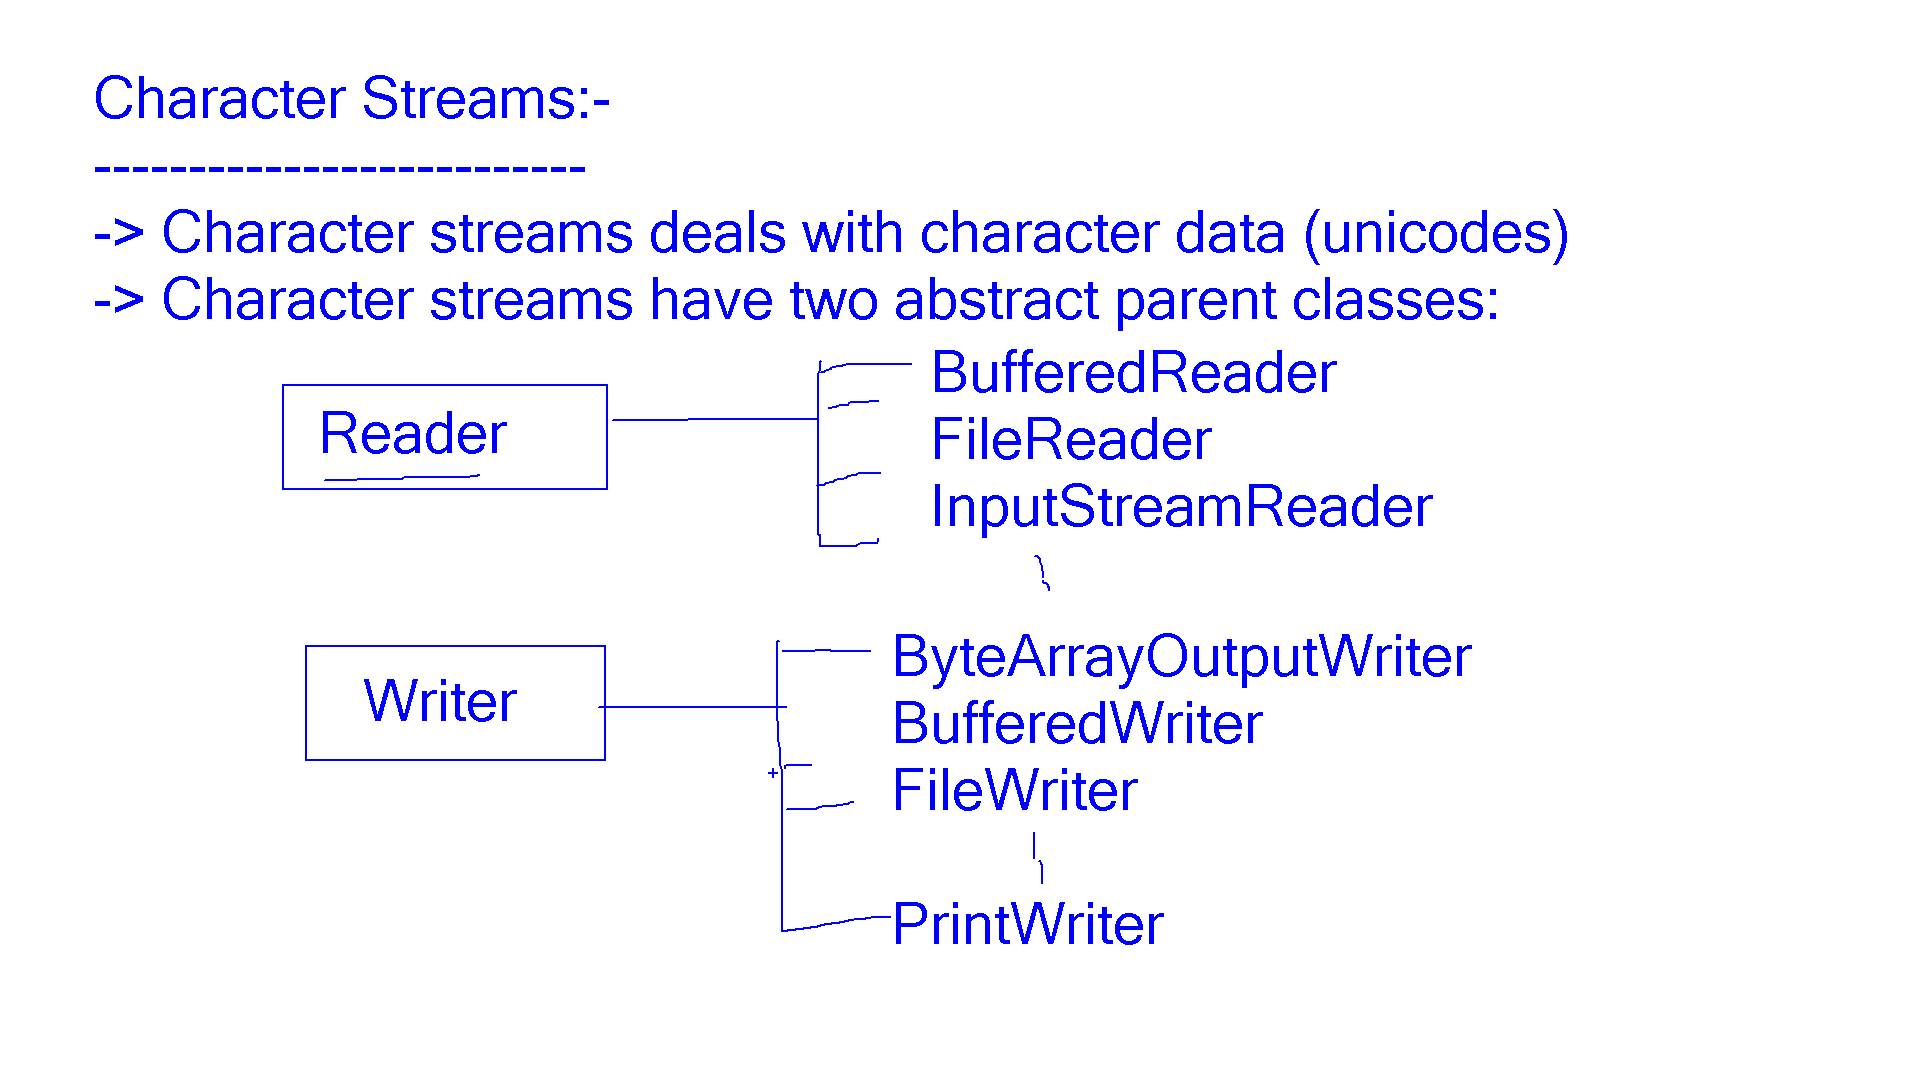 Character Streams:-
--------------------------
-> Character streams deals with character data (unicodes)
-> Character streams have two abstract parent classes:
BufferedReader
Reader
FileReader
InputStreamReader
ByteArrayOutputWriter
Writer
BufferedWriter
FileWriter
PrintWriter